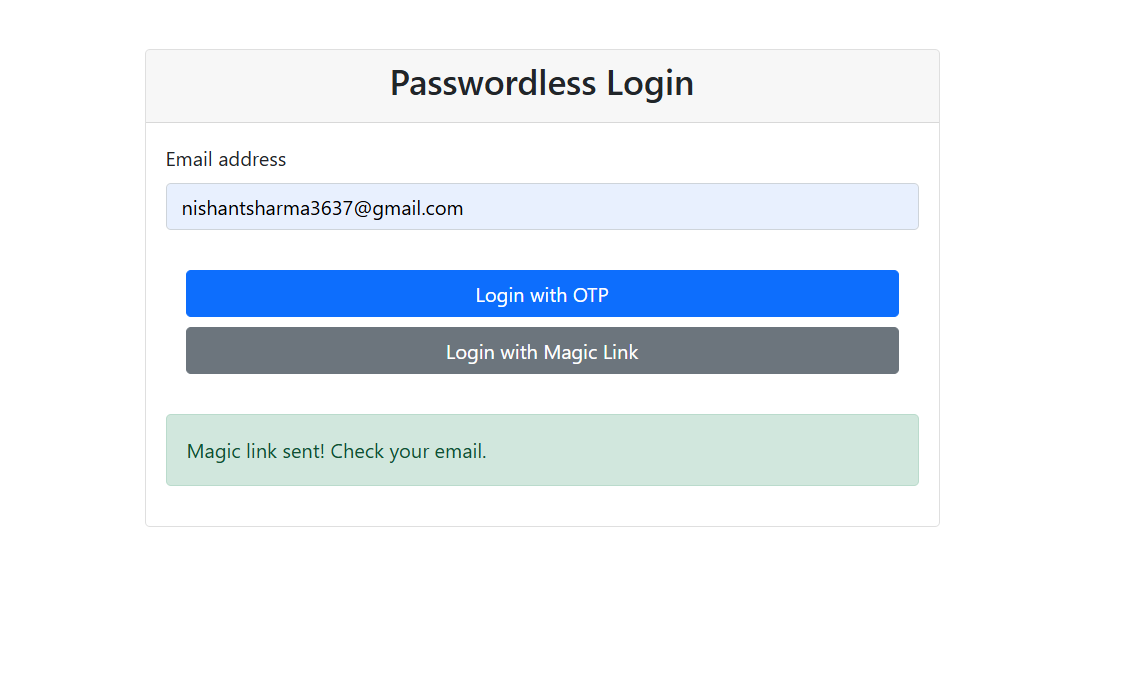 Passwordless Login
Email address
nishantsharma3637@gmail.com
Login with OTP
Login with Magic Link
Magic link sent! Check your email.